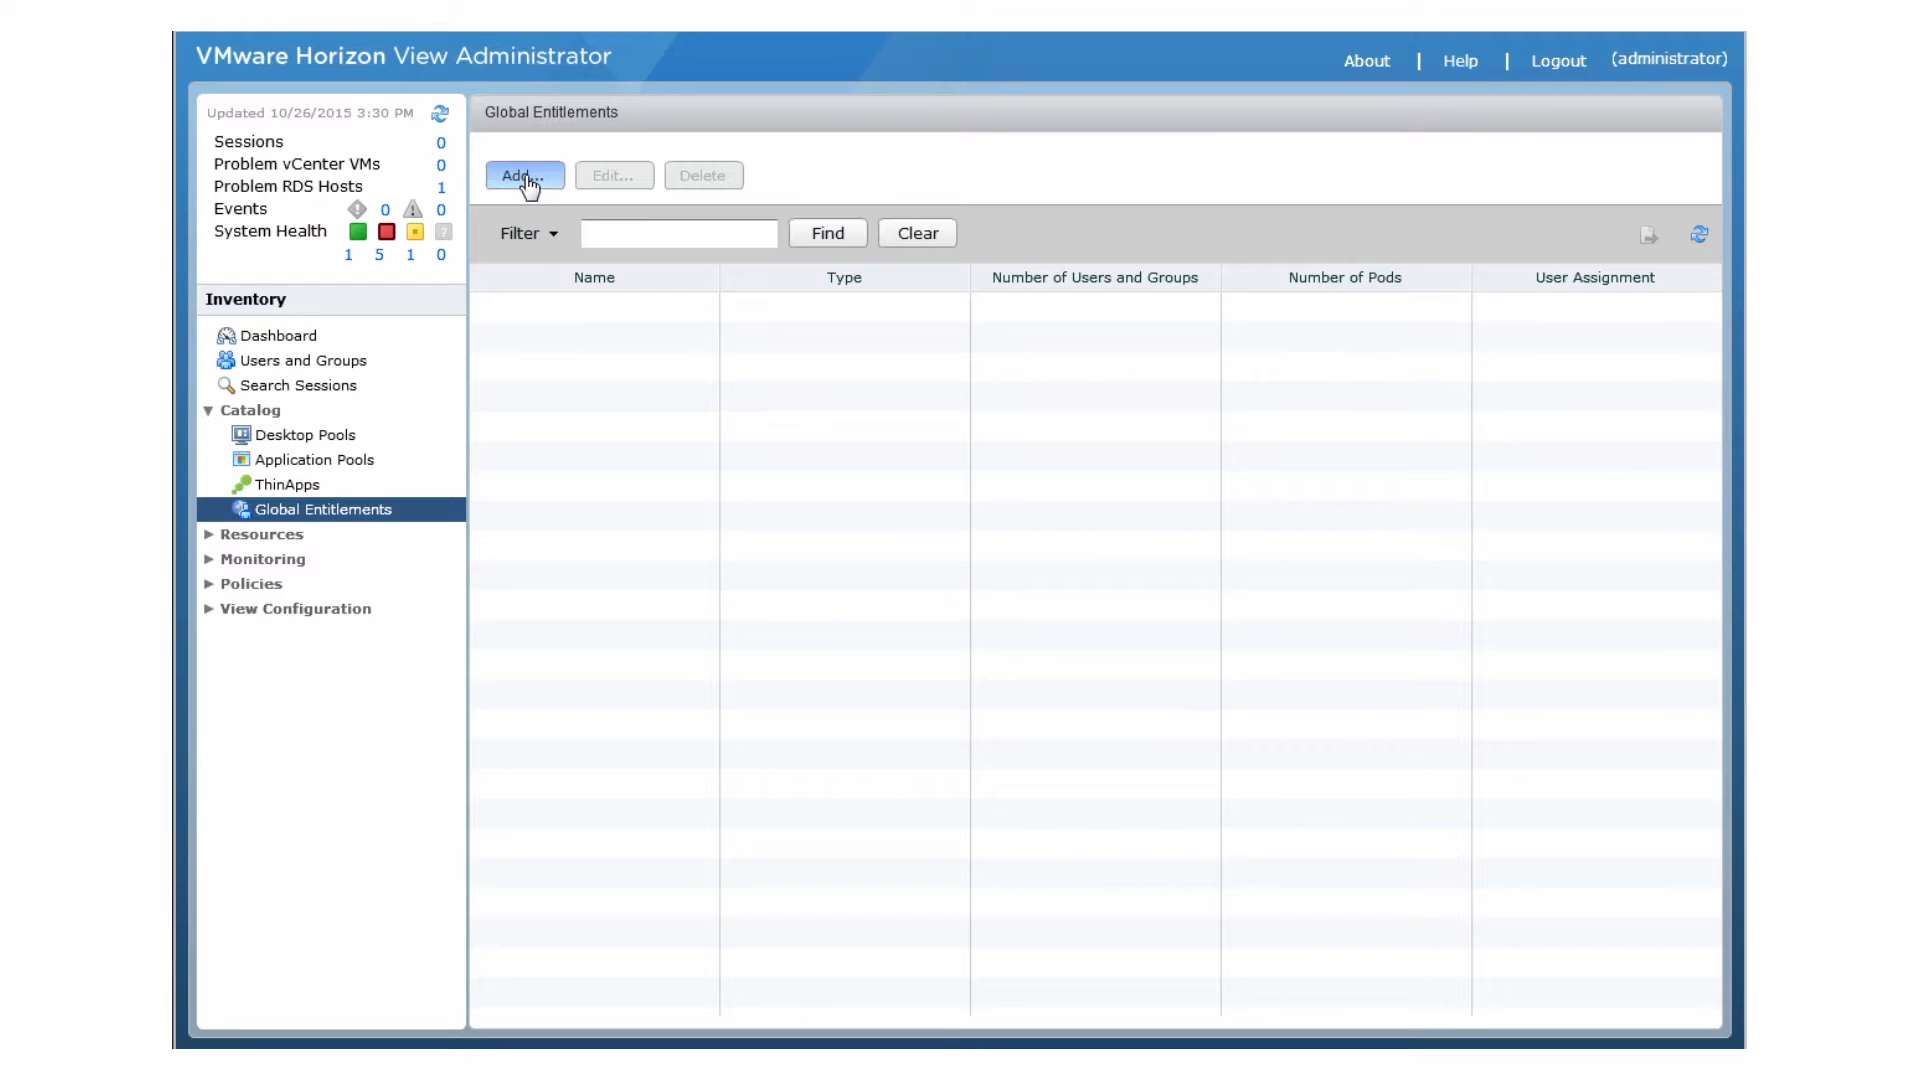 VMware Horizon View Administrator
About | Help | Logout (administrator)
Updated 10/26/2015 3:30 PM
Sessions 0
Problem vCenter VMs 0
Problem RDS Hosts 1
Events 0 0
System Health
1 5 1 0
Inventory
Dashboard
Users and Groups
Search Sessions
Catalog
Desktop Pools
Application Pools
ThinApps
Global Entitlements
Resources
Monitoring
Policies
View Configuration
Global Entitlements
Add... Edit... Delete
Filter Find Clear
Name Type Number of Users and Groups Number of Pods User Assignment